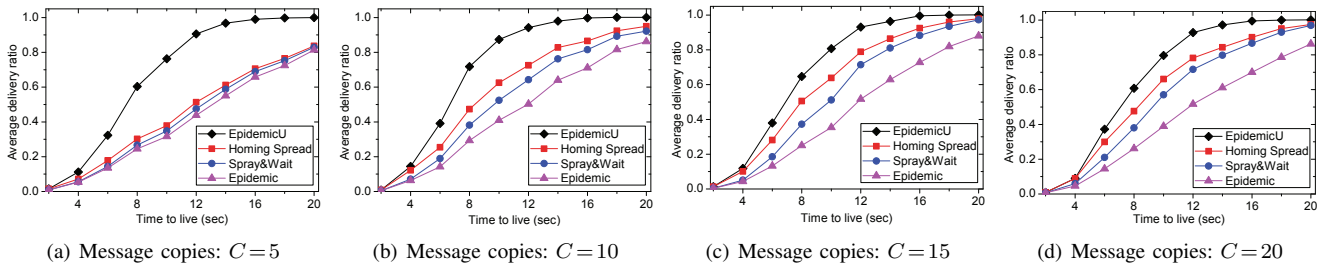 Average delivery ratio
1.0
0.8
0.6
0.4
0.2
0.0
EpidemicU
Homing Spread
Spray&Wait
Epidemic
4 8 12 16 20
Time to live (sec)
(a) Message copies: C=5
Average delivery ratio
1.0
0.8
0.6
0.4
0.2
0.0
EpidemicU
Homing Spread
Spray&Wait
Epidemic
4 8 12 16 20
Time to live (sec)
(b) Message copies: C=10
Average delivery ratio
1.0
0.8
0.6
0.4
0.2
0.0
EpidemicU
Homing Spread
Spray&Wait
Epidemic
4 8 12 16 20
Time to live (sec)
(c) Message copies: C=15
Average delivery ratio
1.0
0.8
0.6
0.4
0.2
0.0
EpidemicU
Homing Spread
Spray&Wait
Epidemic
4 8 12 16 20
Time to live (sec)
(d) Message copies: C=20